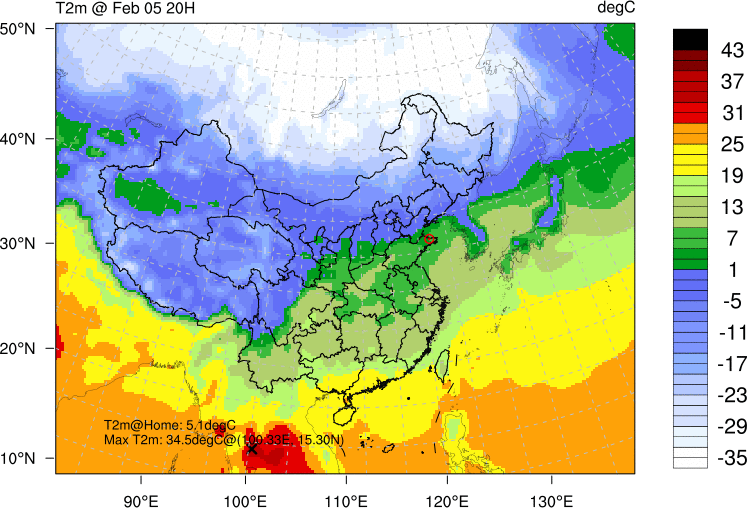 T2m @ Feb 05 20H
degC
50°N
40°N
30°N
20°N
10°N
T2m@Home: 5.1degC
Max T2m: 34.5degC@(100.33E, 15.30N)
90°E
100°E
110°E
120°E
130°E
43
37
31
25
19
13
7
1
-5
-11
-17
-23
-29
-35